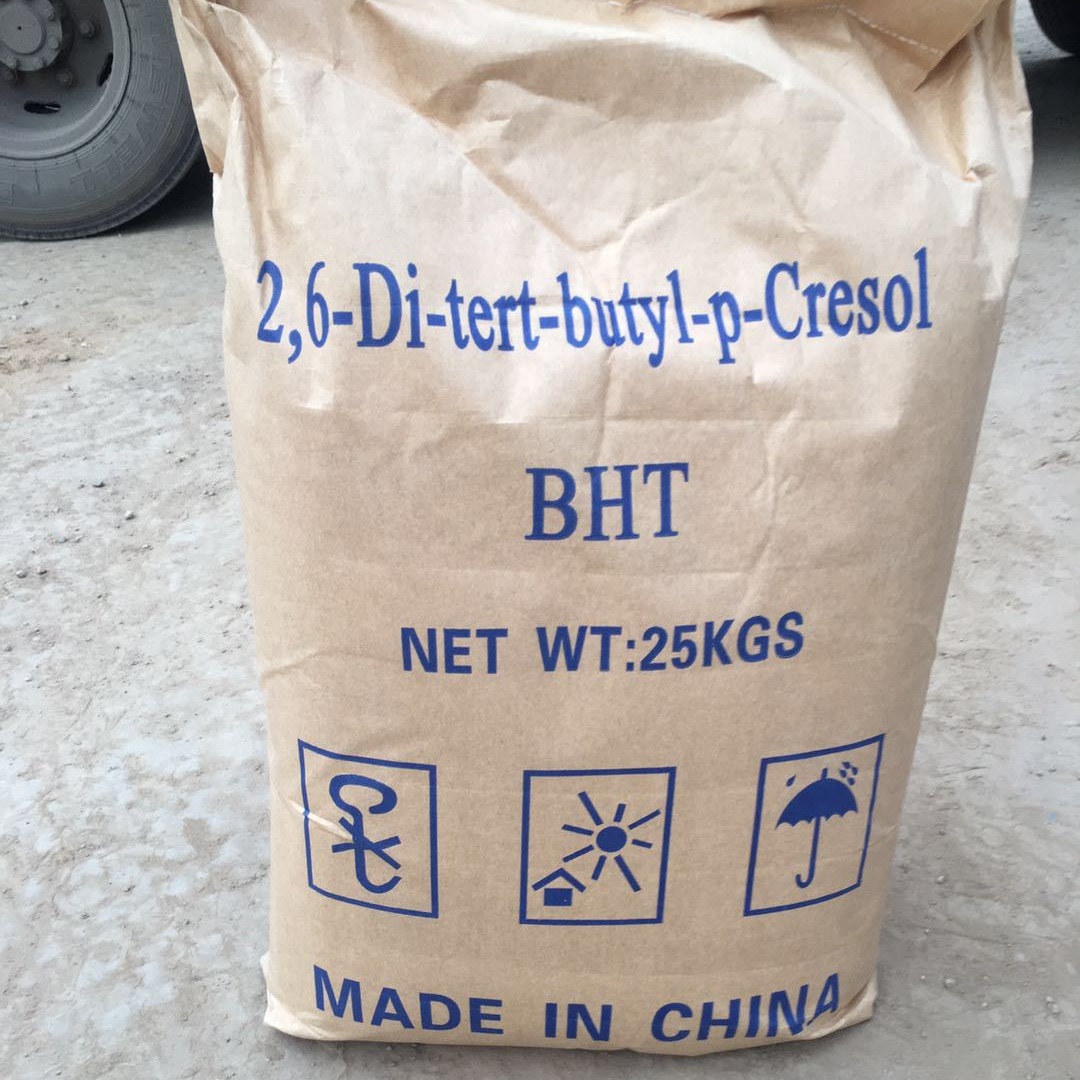 2,6-Di-tert-butyl-p-Cresol
BHT
NET WT:25KGS
MADE IN CHINA